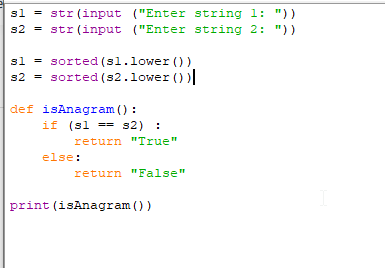 s1 = str(input ("Enter string 1: "))
s2 = str(input ("Enter string 2: "))
s1 = sorted(s1.lower())
s2 = sorted(s2.lower())
def isAnagram():
    if (s1 == s2) :
        return "True"
    else:
        return "False"
print(isAnagram())